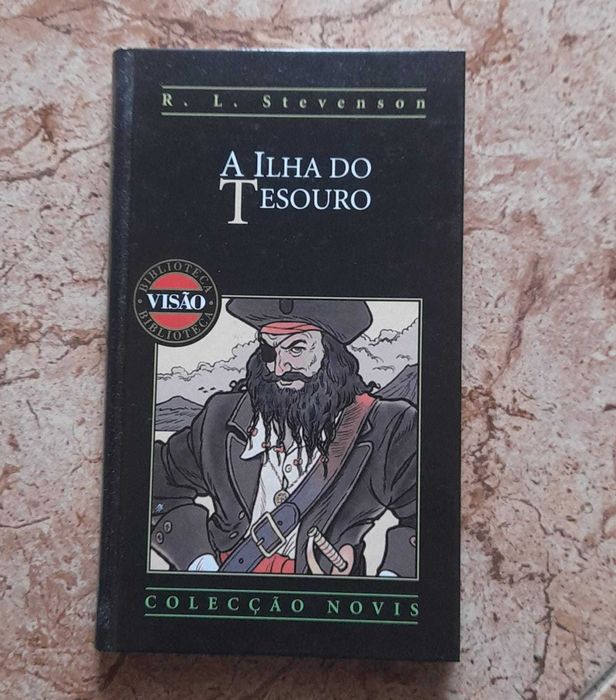 R. L. Stevenson
A ILHA DO
TESOURO
BIBLIOTECA
VISÃO
BIBLIOTECA
COLECÇÃO NOVIS